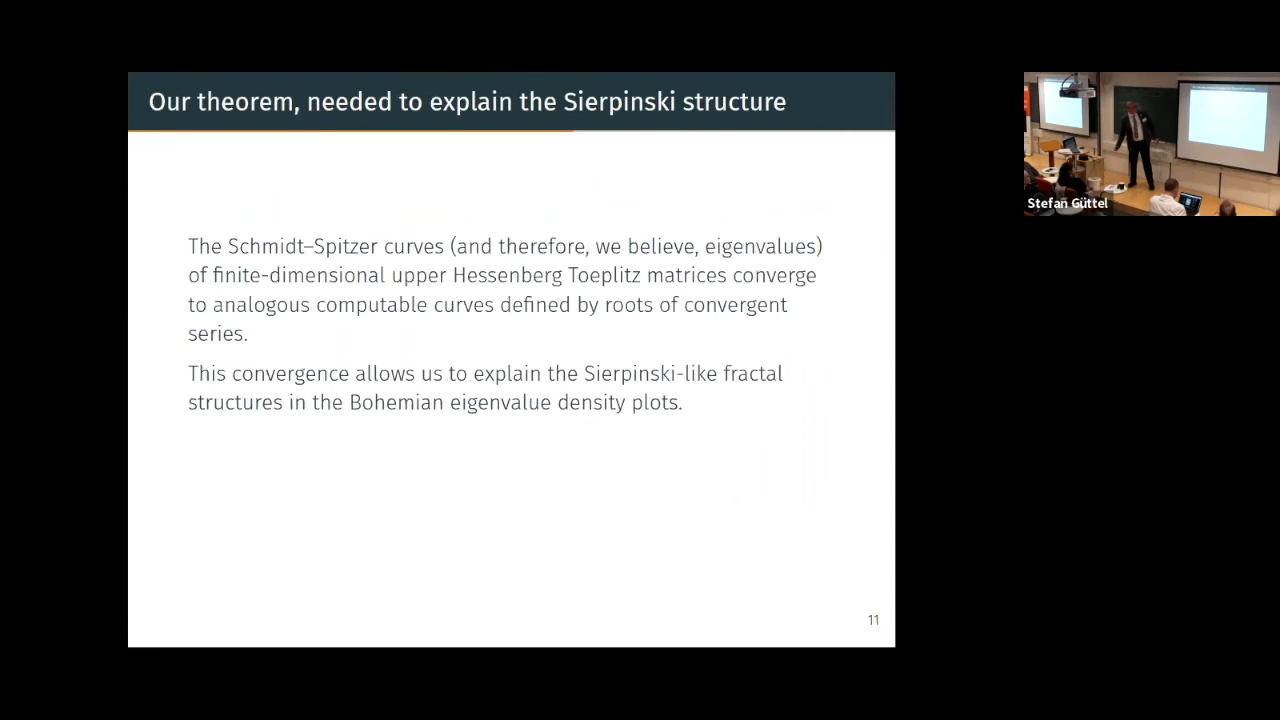 Our theorem, needed to explain the Sierpinski structure
The Schmidt–Spitzer curves (and therefore, we believe, eigenvalues)
of finite-dimensional upper Hessenberg Toeplitz matrices converge
to analogous computable curves defined by roots of convergent
series.
This convergence allows us to explain the Sierpinski-like fractal
structures in the Bohemian eigenvalue density plots.
11
Stefan Güttel